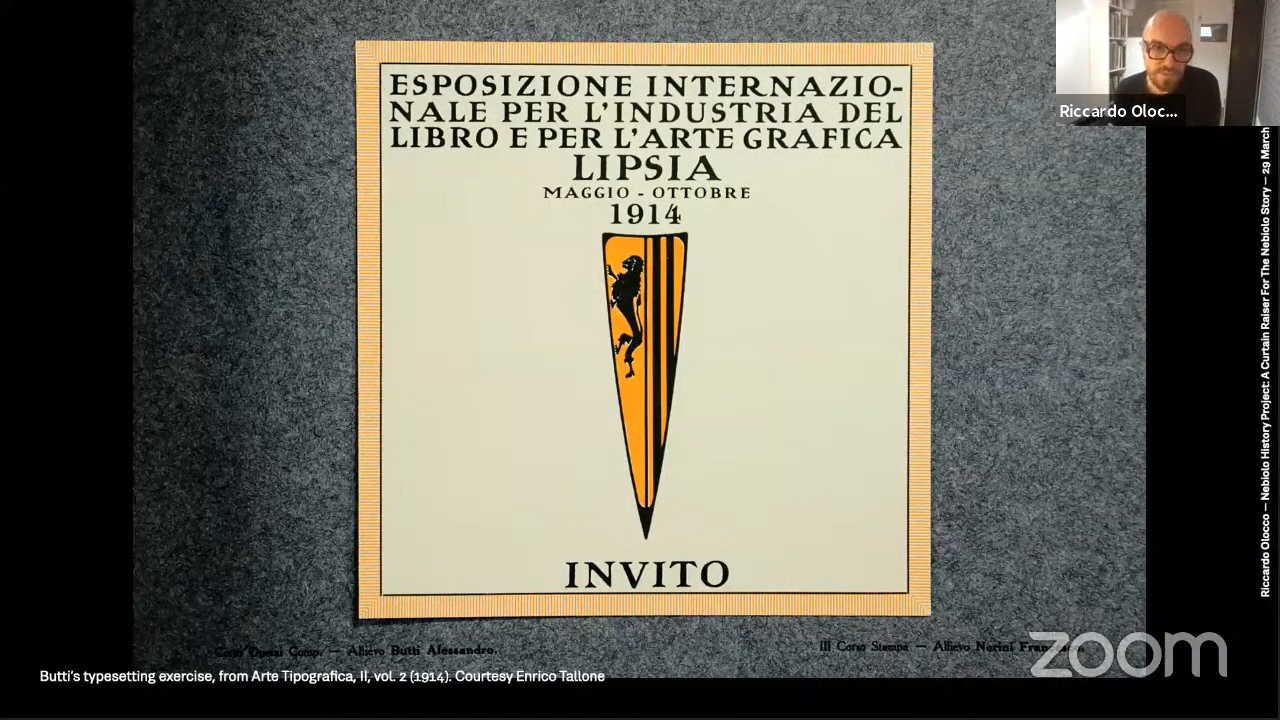 ESPOSIZIONE INTERNAZIO-
NALE PER L'INDUSTRIA DEL
LIBRO E PER L'ARTE GRAFICA
LIPSIA
MAGGIO - OTTOBRE
1914
INVITO
Comp. — Allievo Butti Alessandro.
III Corso Stampa — Allievo Nerini
Butti's typesetting exercise, from Arte Tipografica, II, vol. 2 (1914). Courtesy Enrico Tallone
Riccardo Oloc...
Riccardo Olocco — Nebiolo History Project: A Curtain Raiser For The Nebiolo Story — 29 March
zoom